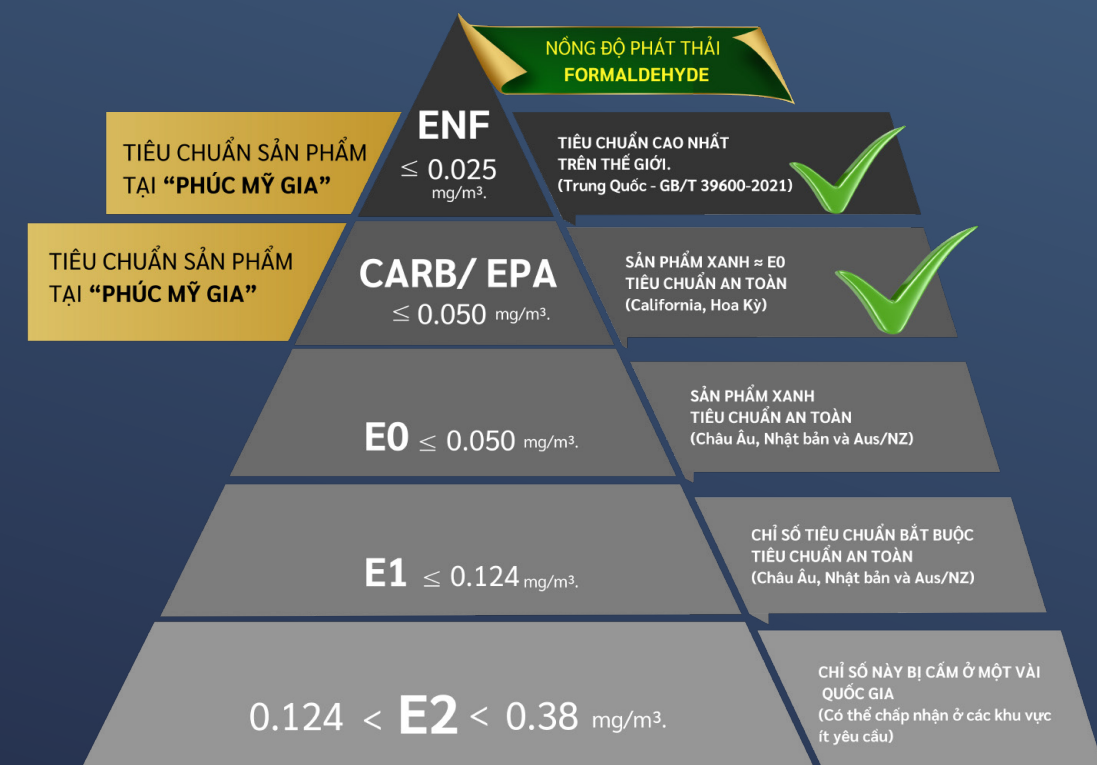 NỒNG ĐỘ PHÁT THẢI
FORMALDEHYDE
TIÊU CHUẨN SẢN PHẨM
TẠI “PHÚC MỸ GIA”
ENF
≤ 0.025
mg/m³.
TIÊU CHUẨN CAO NHẤT
TRÊN THẾ GIỚI.
(Trung Quốc - GB/T 39600-2021)
TIÊU CHUẨN SẢN PHẨM
TẠI “PHÚC MỸ GIA”
CARB/ EPA
≤ 0.050 mg/m³.
SẢN PHẨM XANH ≈ E0
TIÊU CHUẨN AN TOÀN
(California, Hoa Kỳ)
E0 ≤ 0.050 mg/m³.
SẢN PHẨM XANH
TIÊU CHUẨN AN TOÀN
(Châu Âu, Nhật bản và Aus/NZ)
E1 ≤ 0.124 mg/m³.
CHỈ SỐ TIÊU CHUẨN BẮT BUỘC
TIÊU CHUẨN AN TOÀN
(Châu Âu, Nhật bản và Aus/NZ)
0.124 < E2 < 0.38 mg/m³.
CHỈ SỐ NÀY BỊ CẤM Ở MỘT VÀI
QUỐC GIA
(Có thể chấp nhận ở các khu vực
ít yêu cầu)